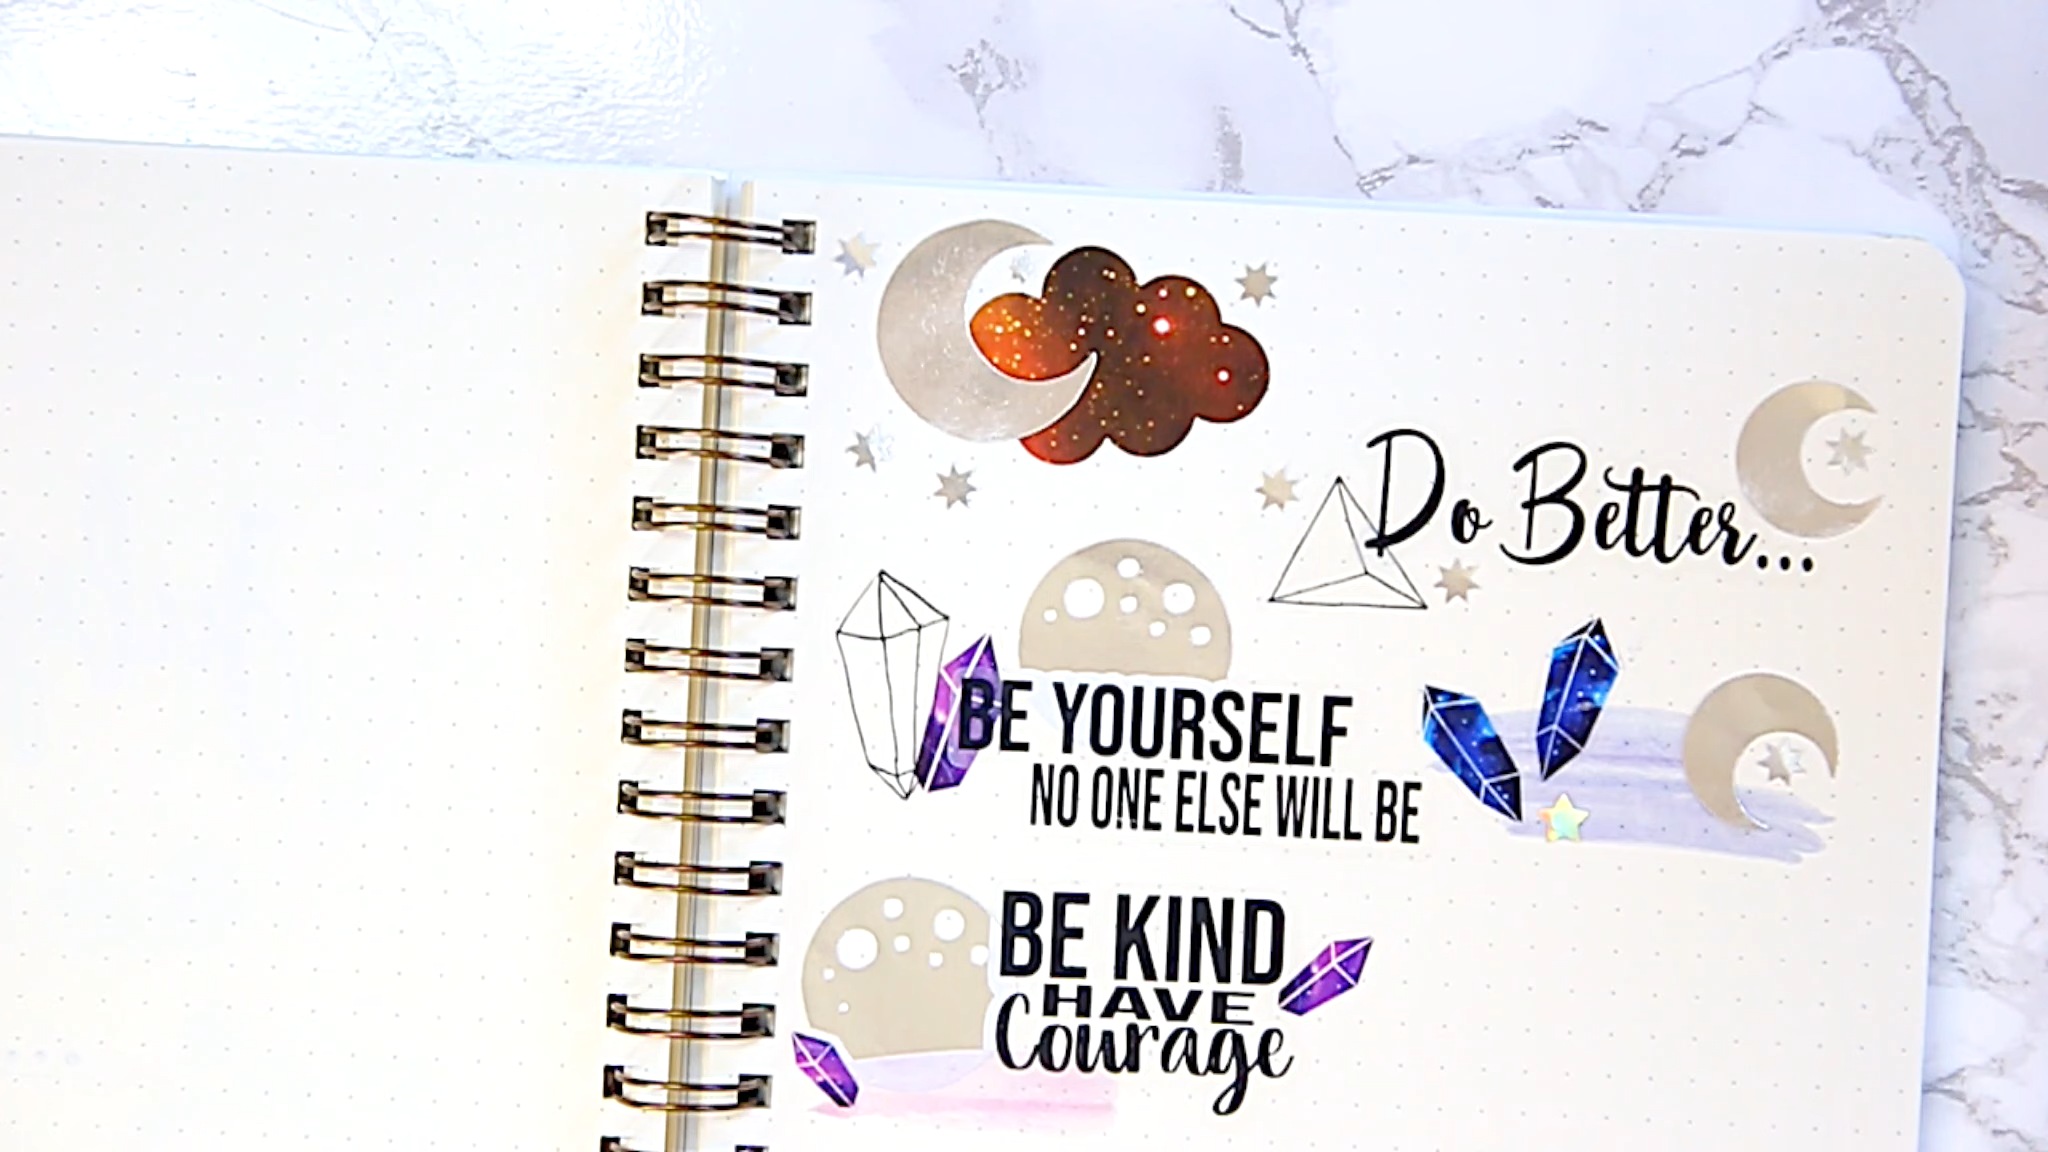 Do Better...
BE YOURSELF
NO ONE ELSE WILL BE
BE KIND
HAVE
Courage